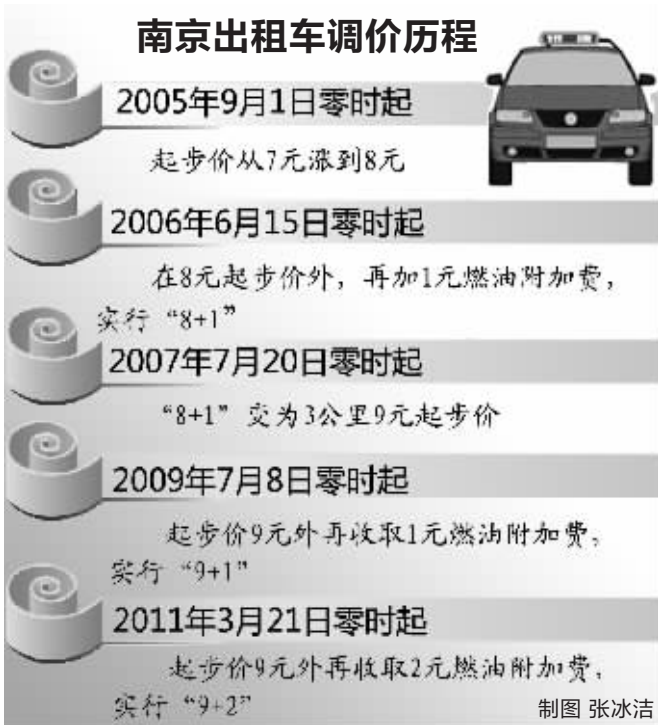 南京出租车调价历程
2005年9月1日零时起
起步价从7元涨到8元
2006年6月15日零时起
在8元起步价外，再加1元燃油附加费，
实行“8+1”
2007年7月20日零时起
“8+1”变为3公里9元起步价
2009年7月8日零时起
起步价9元外再收取1元燃油附加费，
实行“9+1”
2011年3月21日零时起
起步价9元外再收取2元燃油附加费，
实行“9+2”
制图 张冰洁